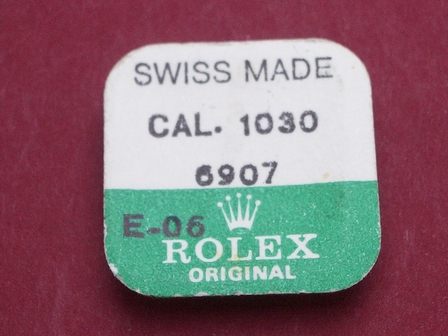 SWISS MADE
CAL. 1030
6907
E-06
ROLEX
ORIGINAL